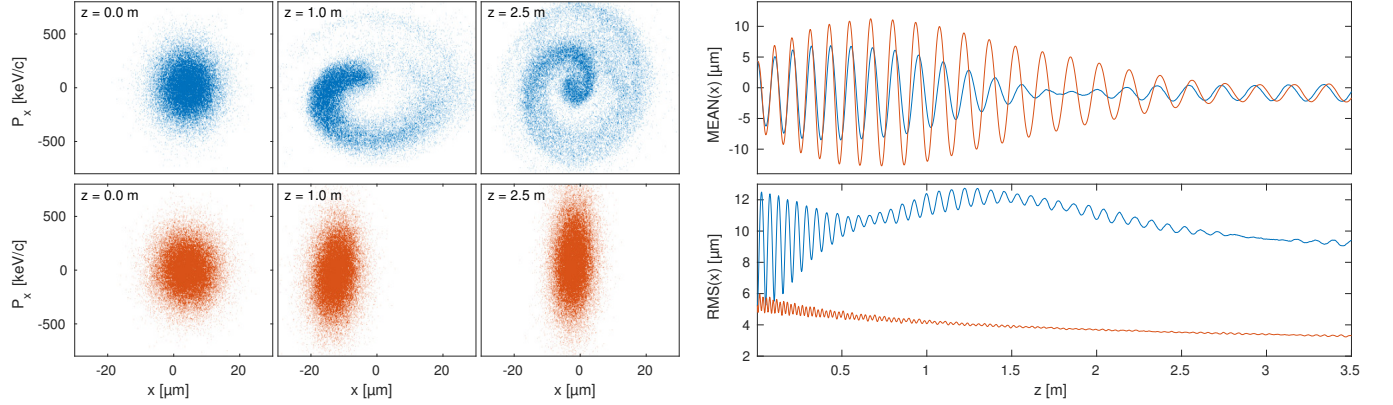 z = 0.0 m
z = 1.0 m
z = 2.5 m
500
0
-500
P_x [keV/c]
z = 0.0 m
z = 1.0 m
z = 2.5 m
500
0
-500
P_x [keV/c]
-20 0 20
-20 0 20
-20 0 20
x [µm]
x [µm]
x [µm]
10
5
0
-5
-10
MEAN(x) [µm]
12
10
8
6
4
2
RMS(x) [µm]
0.5 1 1.5 2 2.5 3 3.5
z [m]